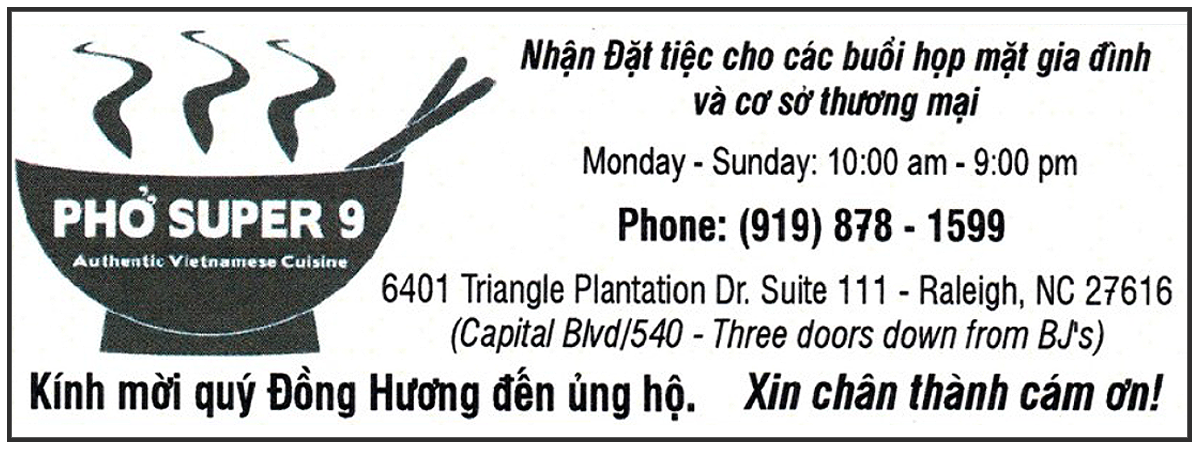 Nhận Đặt tiệc cho các buổi họp mặt gia đình
và cơ sở thương mại
Monday - Sunday: 10:00 am - 9:00 pm
PHỞ SUPER 9
Authentic Vietnamese Cuisine
Phone: (919) 878 - 1599
6401 Triangle Plantation Dr. Suite 111 - Raleigh, NC 27616
(Capital Blvd/540 - Three doors down from BJ's)
Kính mời quý Đồng Hương đến ủng hộ. Xin chân thành cám ơn!